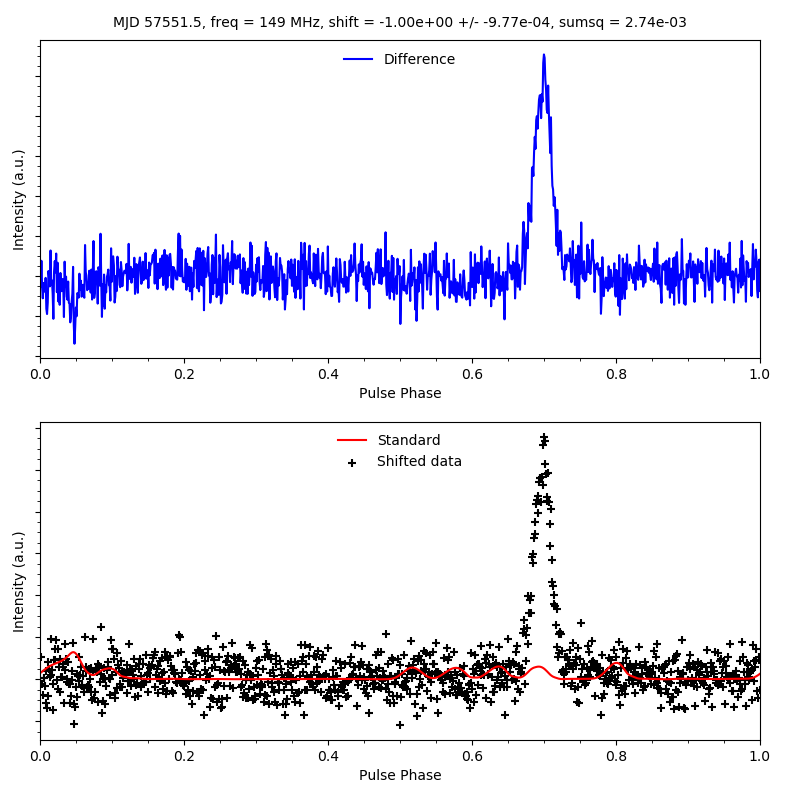 MJD 57551.5, freq = 149 MHz, shift = -1.00e+00 +/- -9.77e-04, sumsq = 2.74e-03
Difference
Intensity (a.u.)
0.0 0.2 0.4 0.6 0.8 1.0
Pulse Phase
Standard
Shifted data
Intensity (a.u.)
0.0 0.2 0.4 0.6 0.8 1.0
Pulse Phase